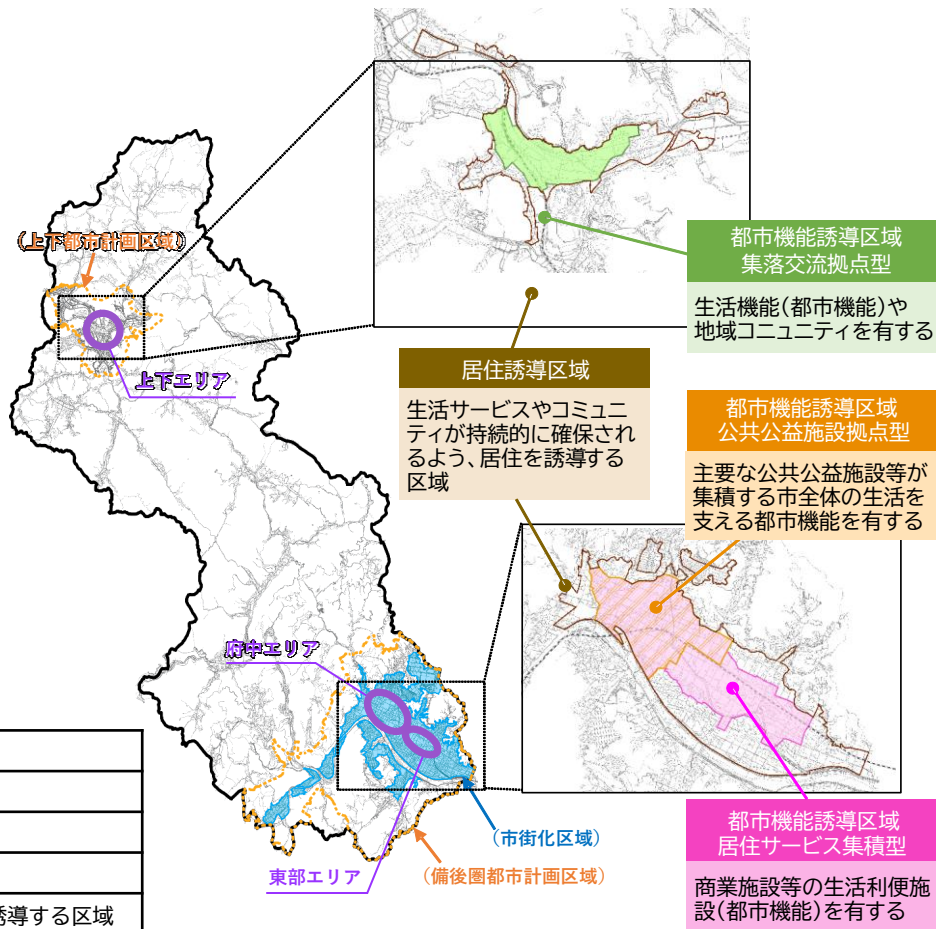 (上下都市計画区域)
上下エリア
都市機能誘導区域
集落交流拠点型
生活機能(都市機能)や
地域コニュニティを有する
居住誘導区域
生活サービスやコミュニ
ティが持続的に確保され
るよう、居住を誘導する
区域
都市機能誘導区域
公共公益施設拠点型
主要な公共公益施設等が
集積する市全体の生活を
支える都市機能を有する
府中エリア
(市街化区域)
東部エリア
(備後圏都市計画区域)
都市機能誘導区域
居住サービス集積型
商業施設等の生活利便施
設(都市機能)を有する
誘導する区域